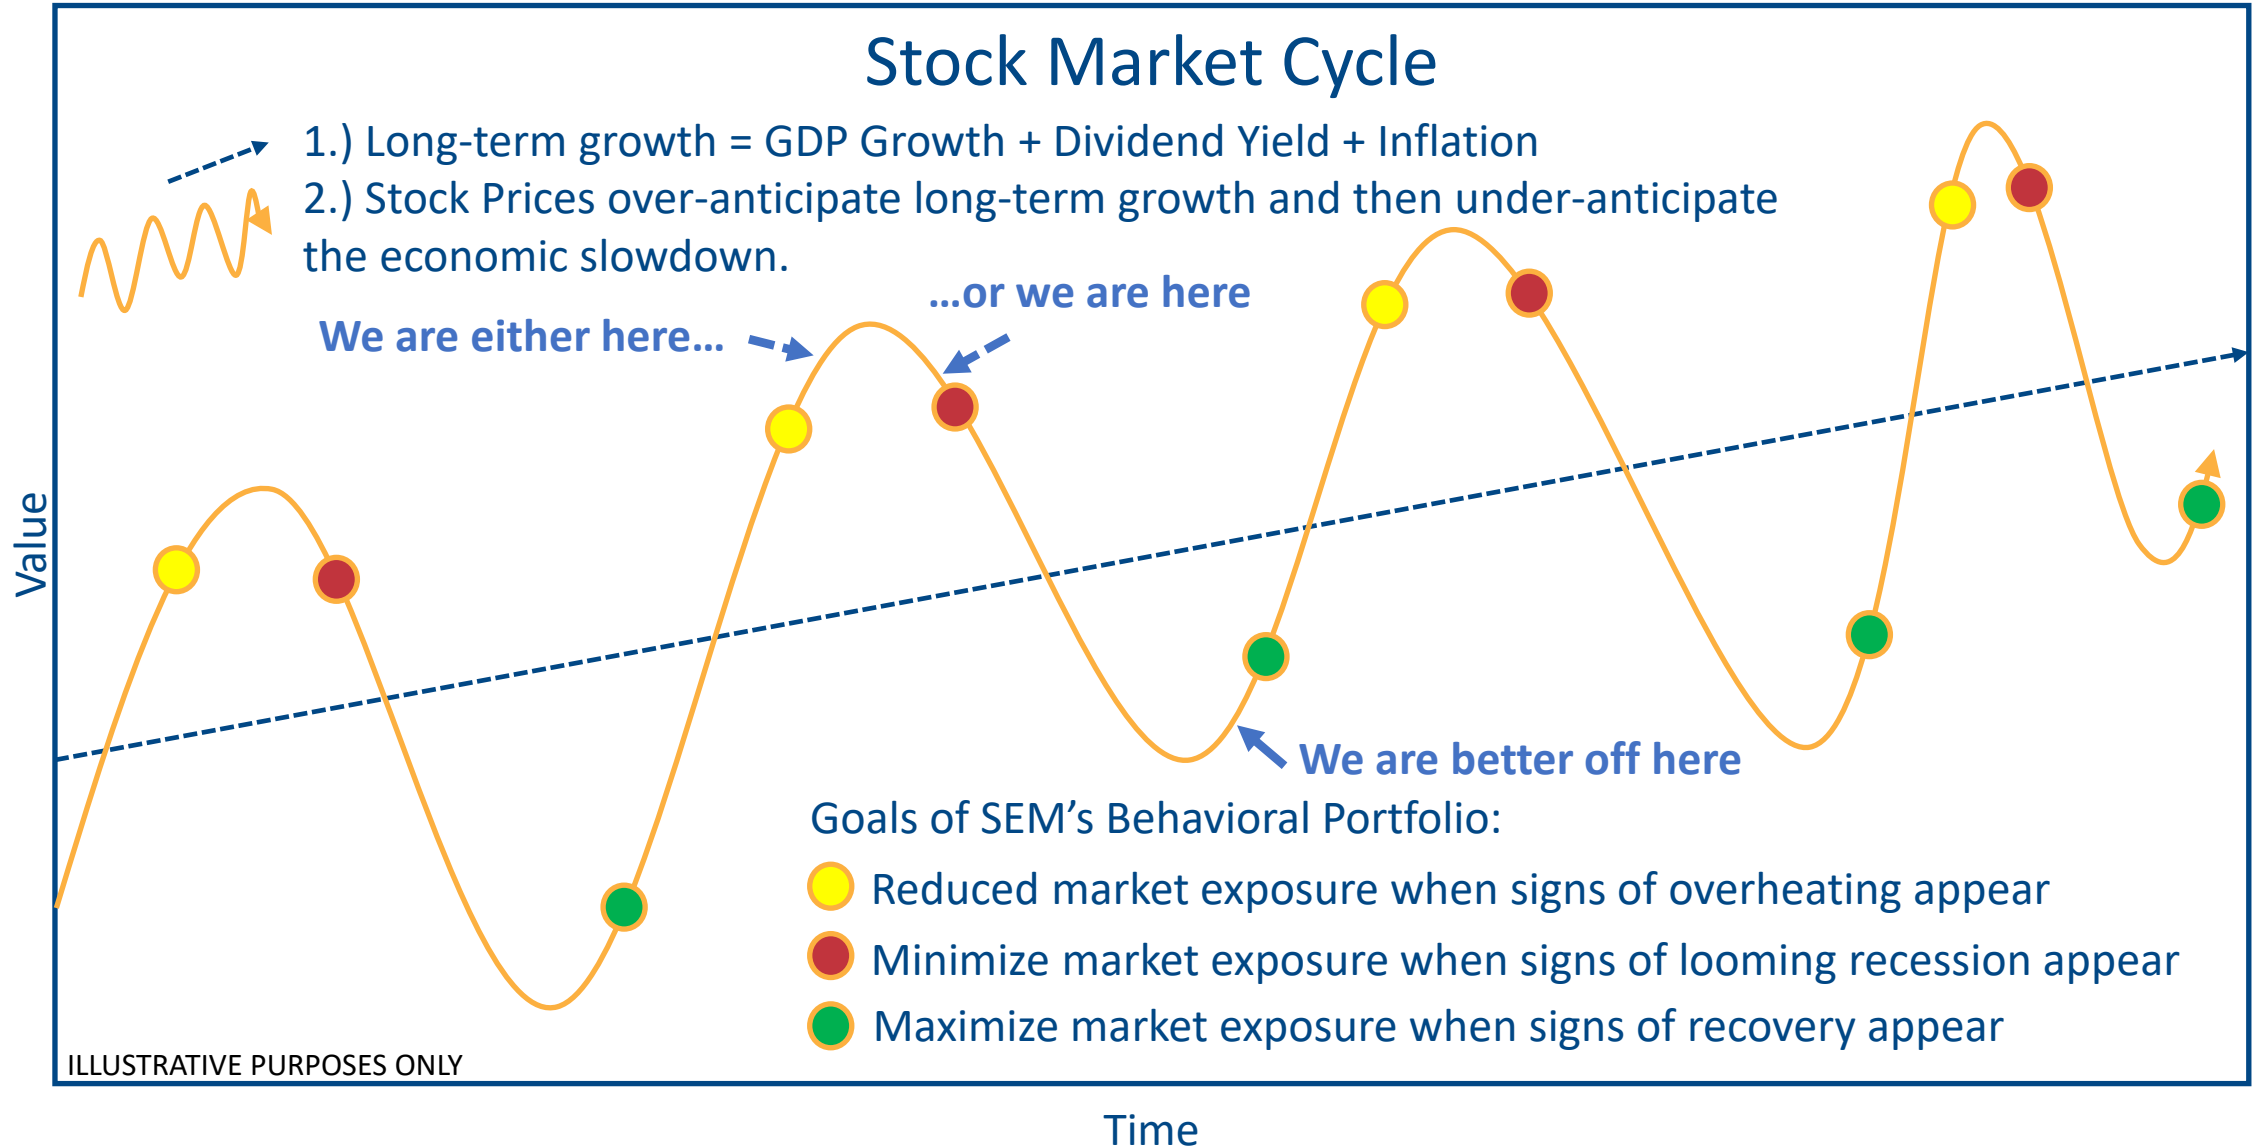 Stock Market Cycle
1.) Long-term growth = GDP Growth + Dividend Yield + Inflation
2.) Stock Prices over-anticipate long-term growth and then under-anticipate
the economic slowdown.
…or we are here
We are either here…
Value
We are better off here
Goals of SEM’s Behavioral Portfolio:
Reduced market exposure when signs of overheating appear
Minimize market exposure when signs of looming recession appear
Maximize market exposure when signs of recovery appear
ILLUSTRATIVE PURPOSES ONLY
Time